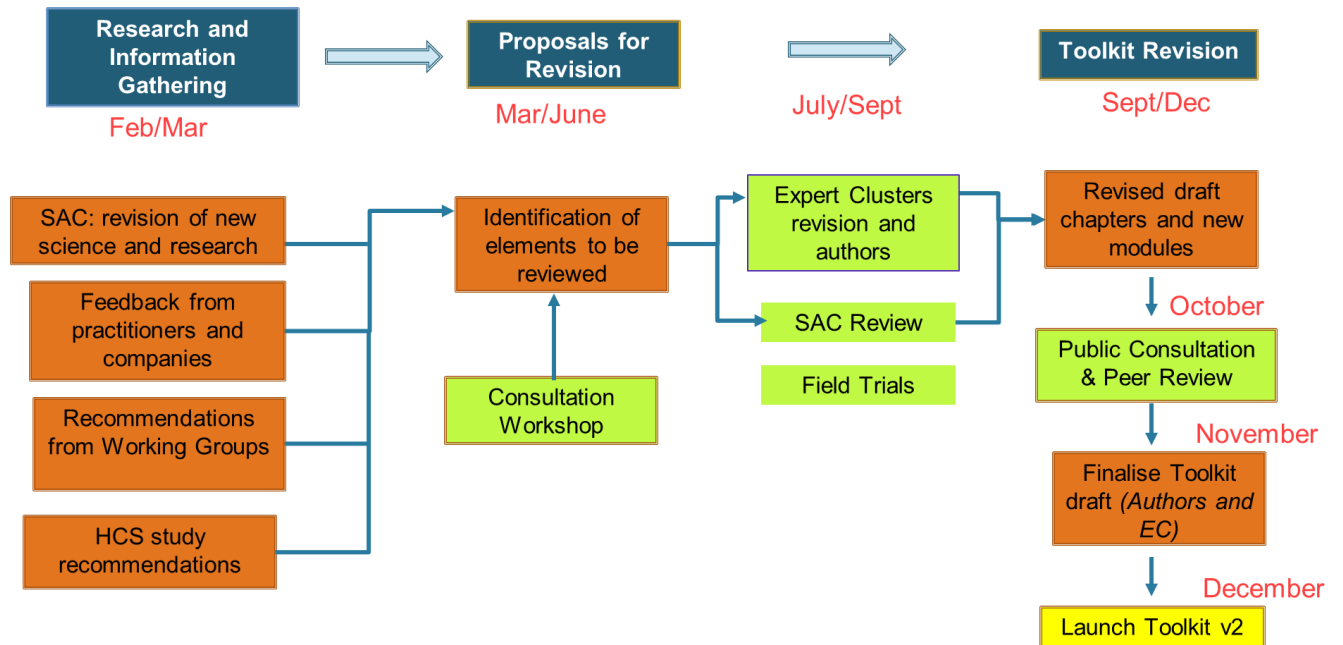 Research and
Information
Gathering
Feb/Mar
Proposals for
Revision
Mar/June
July/Sept
Toolkit Revision
Sept/Dec
SAC: revision of new
science and research
Feedback from
practitioners and
companies
Recommendations
from Working Groups
HCS study
recommendations
Identification of
elements to be
reviewed
Consultation
Workshop
Expert Clusters
revision and
authors
SAC Review
Field Trials
Revised draft
chapters and new
modules
October
Public Consultation
& Peer Review
November
Finalise Toolkit
draft (Authors and
EC)
December
Launch Toolkit v2